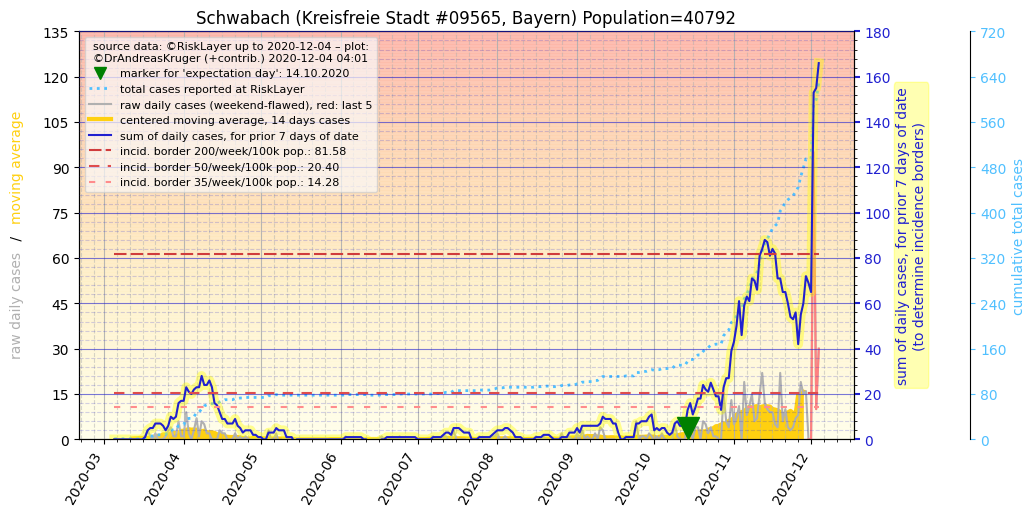 Schwabach (Kreisfreie Stadt #09565, Bayern) Population=40792
source data: ©RiskLayer up to 2020-12-04 – plot:
©DrAndreasKruger (+contrib.) 2020-12-04 04:01
marker for 'expectation day': 14.10.2020
total cases reported at RiskLayer
raw daily cases (weekend-flawed), red: last 5
centered moving average, 14 days cases
sum of daily cases, for prior 7 days of date
incid. border 200/week/100k pop.: 81.58
incid. border 50/week/100k pop.: 20.40
incid. border 35/week/100k pop.: 14.28
raw daily cases / moving average
135
120
105
90
75
60
45
30
15
0
180
160
140
120
100
80
60
40
20
0
sum of daily cases, for prior 7 days of date
(to determine incidence borders)
720
640
560
480
400
320
240
160
80
0
cumulative total cases
2020-03
2020-04
2020-05
2020-06
2020-07
2020-08
2020-09
2020-10
2020-11
2020-12